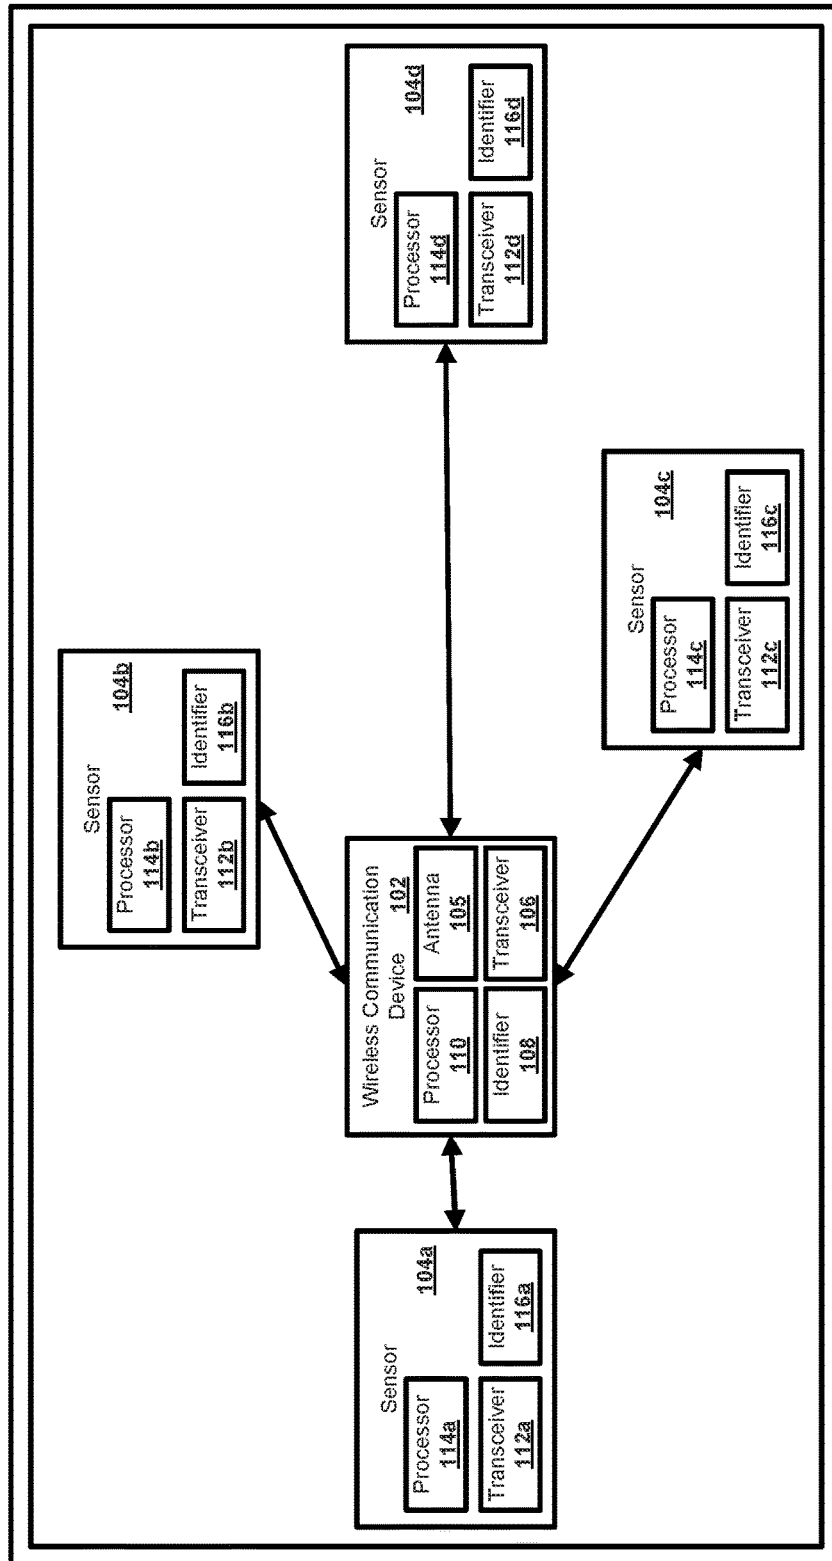 Sensor
104a
Processor
114a
Transceiver
112a
Identifier
116a
Sensor
104b
Processor
114b
Transceiver
112b
Identifier
116b
Wireless Communication
Device
102
Processor
110
Antenna
105
Identifier
108
Transceiver
106
Sensor
104c
Processor
114c
Transceiver
112c
Identifier
116c
Sensor
104d
Processor
114d
Transceiver
112d
Identifier
116d